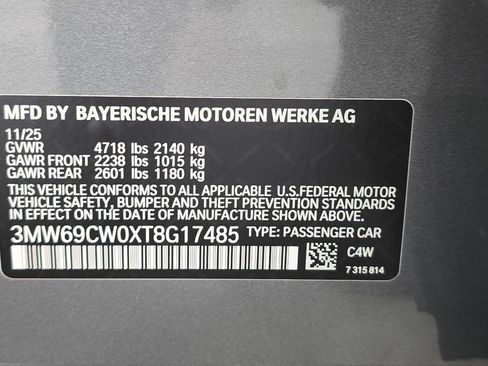 MFD BY BAYERISCHE MOTOREN WERKE AG
11/25
GVWR 4718 lbs 2140 kg
GAWR FRONT 2238 lbs 1015 kg
GAWR REAR 2601 lbs 1180 kg
THIS VEHICLE CONFORMS TO ALL APPLICABLE U.S.FEDERAL MOTOR
VEHICLE SAFETY, BUMPER AND THEFT PREVENTION STANDARDS
IN EFFECT ON THE DATE OF MANUFACTURE SHOWN ABOVE.
3MW69CW0XT8G17485 TYPE: PASSENGER CAR
C4W
7 315 814